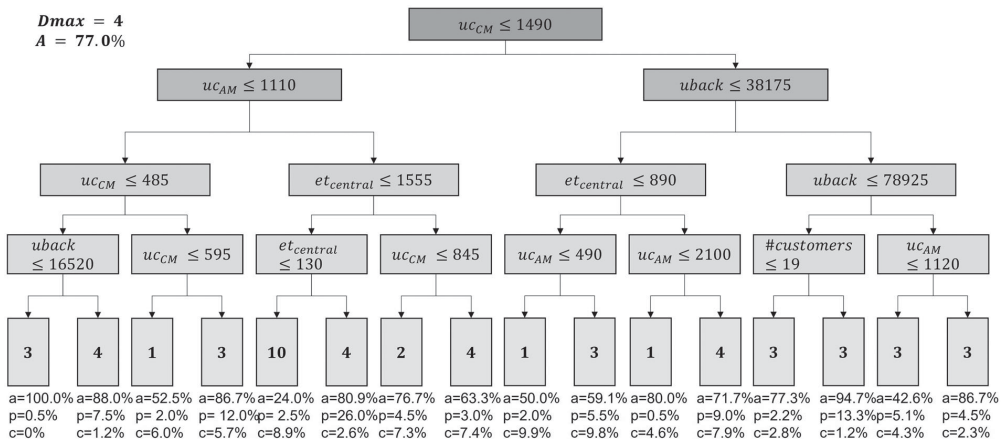 Dmax = 4
A = 77.0%
uc_CM ≤ 1490
uc_AM ≤ 1110
uback ≤ 38175
uc_CM ≤ 485
et_central ≤ 1555
et_central ≤ 890
uback ≤ 78925
uback
≤ 16520
uc_CM ≤ 595
et_central
≤ 130
uc_CM ≤ 845
uc_AM ≤ 490
uc_AM ≤ 2100
#customers
≤ 19
uc_AM
≤ 1120
3 4 1 3 10 4 2 4 1 3 1 4 3 3 3 3
a=100.0% a=88.0% a=52.5% a=86.7% a=24.0% a=80.9% a=76.7% a=63.3% a=50.0% a=59.1% a=80.0% a=71.7% a=77.3% a=94.7% a=42.6% a=86.7%
p=0.5% p=7.5% p= 2.0% p= 12.0% p= 2.5% p=26.0% p=4.5% p=3.0% p=2.0% p=5.5% p=0.5% p=9.0% p=2.2% p=13.3% p=5.1% p=4.5%
c=0% c=1.2% c=6.0% c=5.7% c=8.9% c=2.6% c=7.3% c=7.4% c=9.9% c=9.8% c=4.6% c=7.9% c=2.8% c=1.2% c=4.3% c=2.3%